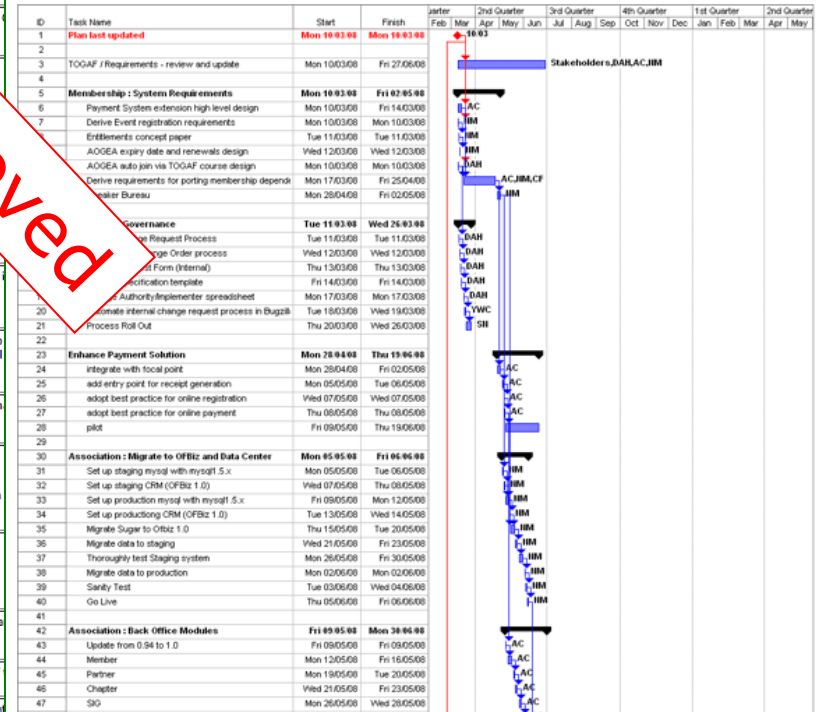 ID Task Name Start Finish
arter 2nd Quarter 3rd Quarter 4th Quarter 1st Quarter 2nd Quarter
Feb Mar Apr May Jun Jul Aug Sep Oct Nov Dec Jan Feb Mar Apr May
1 Plan last updated Mon 10/03/08 Mon 10/03/08 10/03
2
3 TOGAF / Requirements - review and update Mon 10/03/08 Fri 27/06/08 Stakeholders,DAH,AC,IIM
4
5 Membership : System Requirements Mon 10/03/08 Fri 02/05/08
6 Payment System extension high level design Mon 10/03/08 Fri 14/03/08 AC
7 Derive Event registration requirements Mon 10/03/08 Mon 10/03/08 IIM
Entitlements concept paper Tue 11/03/08 Tue 11/03/08 IIM
AOGEA expiry date and renewals design Wed 12/03/08 Wed 12/03/08 IIM
AOGEA auto join via TOGAF course design Mon 10/03/08 Mon 10/03/08 DAH
Derive requirements for porting membership depende Mon 17/03/08 Fri 25/04/08 AC,IIM,CF
eaker Bureau Mon 28/04/08 Fri 02/05/08 IIM
oved
Governance Tue 11/03/08 Wed 26/03/08
ge Request Process Tue 11/03/08 Tue 11/03/08 DAH
nge Order process Wed 12/03/08 Wed 12/03/08 DAH
st Form (Internal) Thu 13/03/08 Thu 13/03/08 DAH
ecification template Fri 14/03/08 Fri 14/03/08 DAH
Authority/Implementer spreadsheet Mon 17/03/08 Mon 17/03/08 DAH
20 omate internal change request process in Bugzill Tue 18/03/08 Wed 19/03/08 YWC
21 Process Roll Out Thu 20/03/08 Wed 26/03/08 SN
22
23 Enhance Payment Solution Mon 28/04/08 Thu 19/06/08
24 integrate with focal point Mon 28/04/08 Fri 02/05/08 AC
25 add entry point for receipt generation Mon 05/05/08 Tue 06/05/08 AC
26 adopt best practice for online registration Wed 07/05/08 Wed 07/05/08 AC
27 adopt best practice for online payment Thu 08/05/08 Thu 08/05/08 AC
28 pilot Fri 09/05/08 Thu 19/06/08
29
30 Association : Migrate to OFBiz and Data Center Mon 05/05/08 Fri 06/06/08
31 Set up staging mysql with mysql1.5.x Mon 05/05/08 Tue 06/05/08 IIM
32 Set up staging CRM (OFBiz 1.0) Wed 07/05/08 Thu 08/05/08 IIM
33 Set up production mysql with mysql1.5.x Fri 09/05/08 Mon 12/05/08 IIM
34 Set up productiong CRM (OFBiz 1.0) Tue 13/05/08 Wed 14/05/08 IIM
35 Migrate Sugar to Ofbiz 1.0 Thu 15/05/08 Tue 20/05/08 IIM
36 Migrate data to staging Wed 21/05/08 Fri 23/05/08 IIM
37 Thoroughly test Staging system Mon 26/05/08 Fri 30/05/08 IIM
38 Migrate data to production Mon 02/06/08 Mon 02/06/08 IIM
39 Sanity Test Tue 03/06/08 Wed 04/06/08 IIM
40 Go Live Thu 05/06/08 Fri 06/06/08 IIM
41
42 Association : Back Office Modules Fri 09/05/08 Mon 30/06/08
43 Update from 0.94 to 1.0 Fri 09/05/08 Fri 09/05/08 AC
44 Member Mon 12/05/08 Fri 16/05/08 AC
45 Partner Mon 19/05/08 Tue 20/05/08 AC
46 Chapter Wed 21/05/08 Fri 23/05/08 AC
47 SIG Mon 26/05/08 Wed 28/05/08 AC